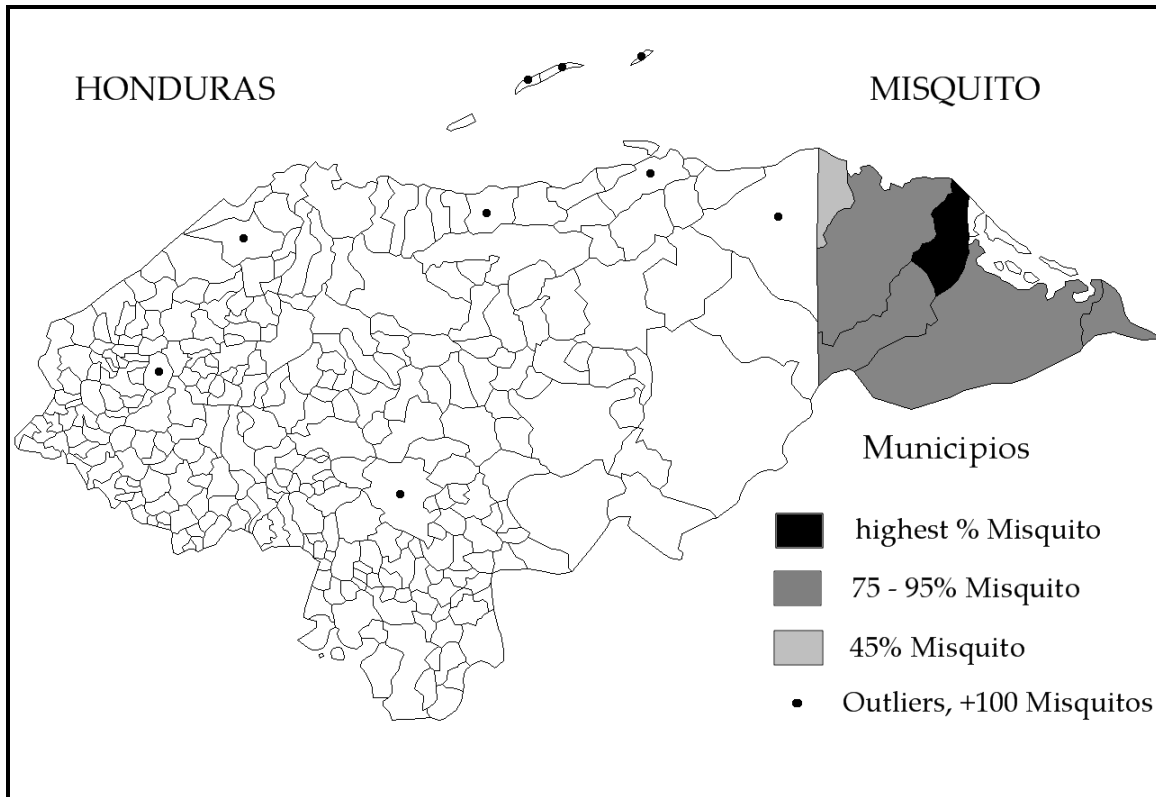 HONDURAS
MISQUITO
Municipios
highest % Misquito
75 - 95% Misquito
45% Misquito
Outliers, +100 Misquitos